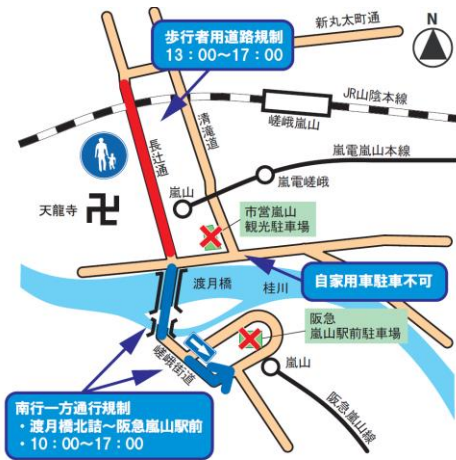 新丸太町通
N
歩行者用道路規制
13:00～17:00
JR山陰本線
嵯峨嵐山
清滝道
長辻通
嵐電嵐山本線
嵐山
嵐電嵯峨
天龍寺
市営嵐山
観光駐車場
渡月橋
桂川
自家用車駐車不可
阪急
嵐山駅前駐車場
嵯峨街道
嵐山
阪急嵐山線
南行一方通行規制
・渡月橋北詰～阪急嵐山駅前
・10:00～17:00